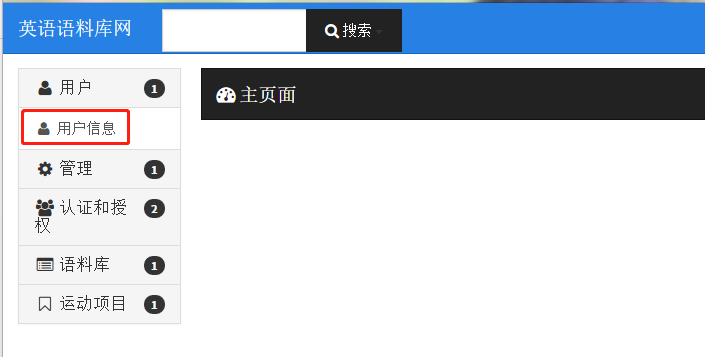 英语语料库网
搜索
用户 1
用户信息
管理 1
认证和授
权 2
语料库 1
运动项目 1
主页面